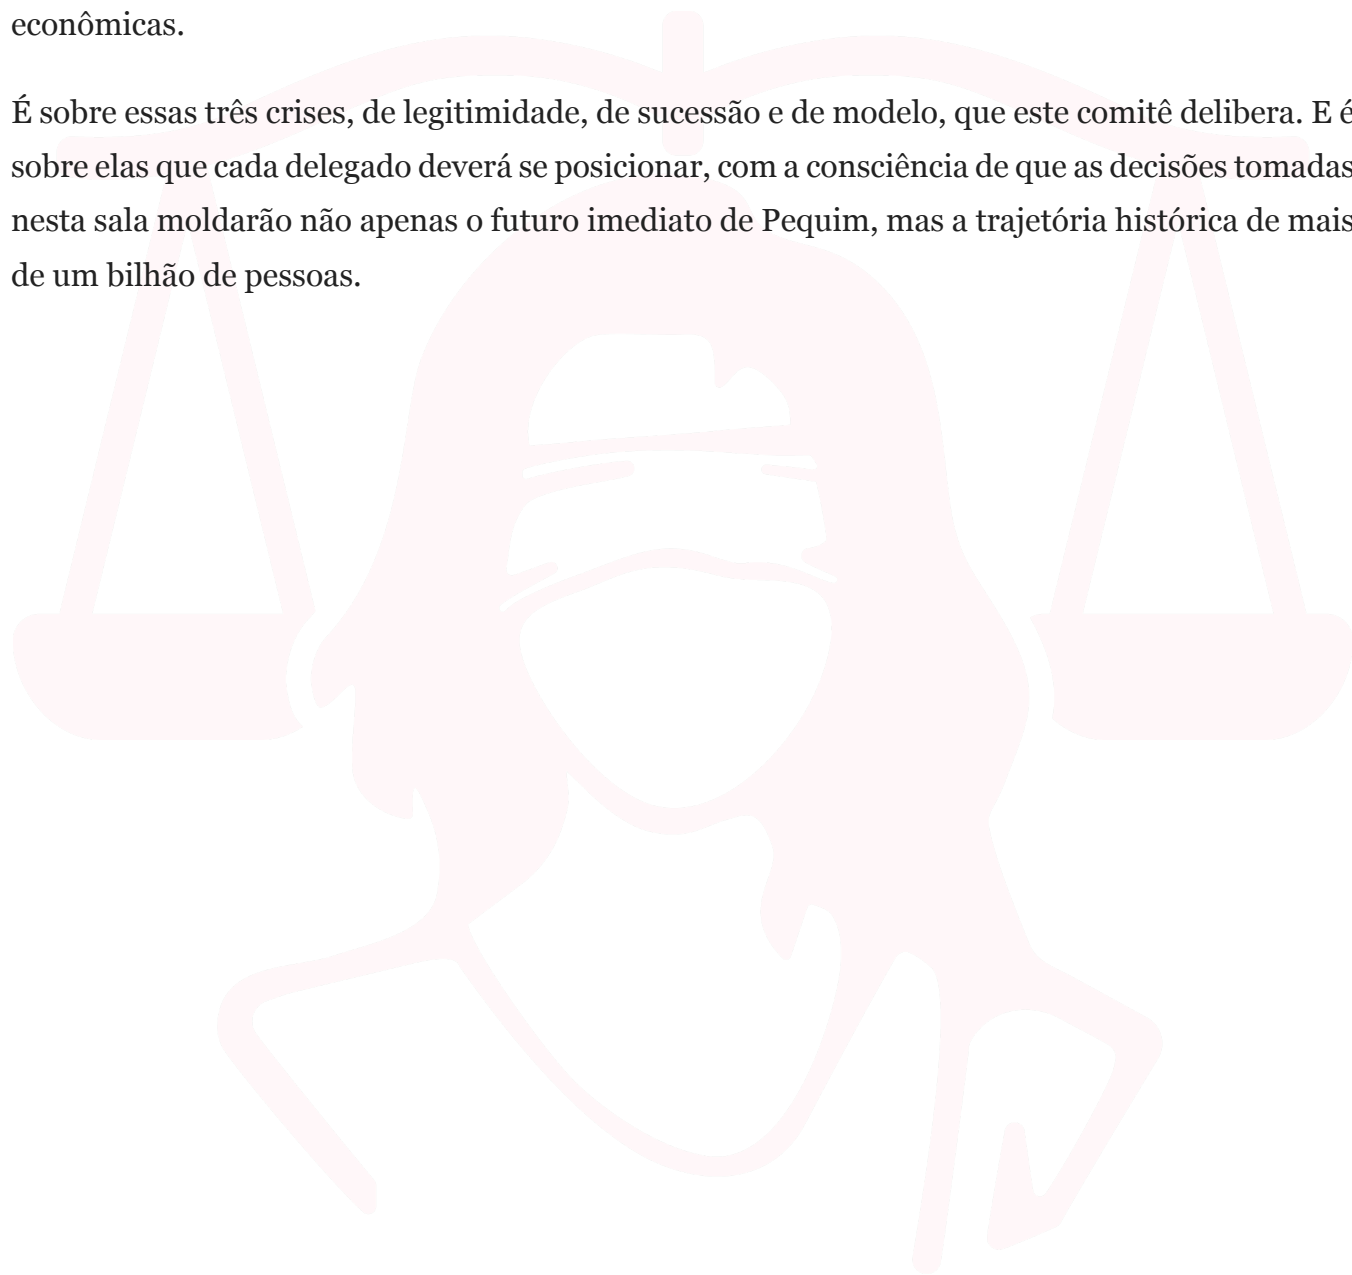 econômicas.
É sobre essas três crises, de legitimidade, de sucessão e de modelo, que este comitê delibera. E é
sobre elas que cada delegado deverá se posicionar, com a consciência de que as decisões tomadas
nesta sala moldarão não apenas o futuro imediato de Pequim, mas a trajetória histórica de mais
de um bilhão de pessoas.